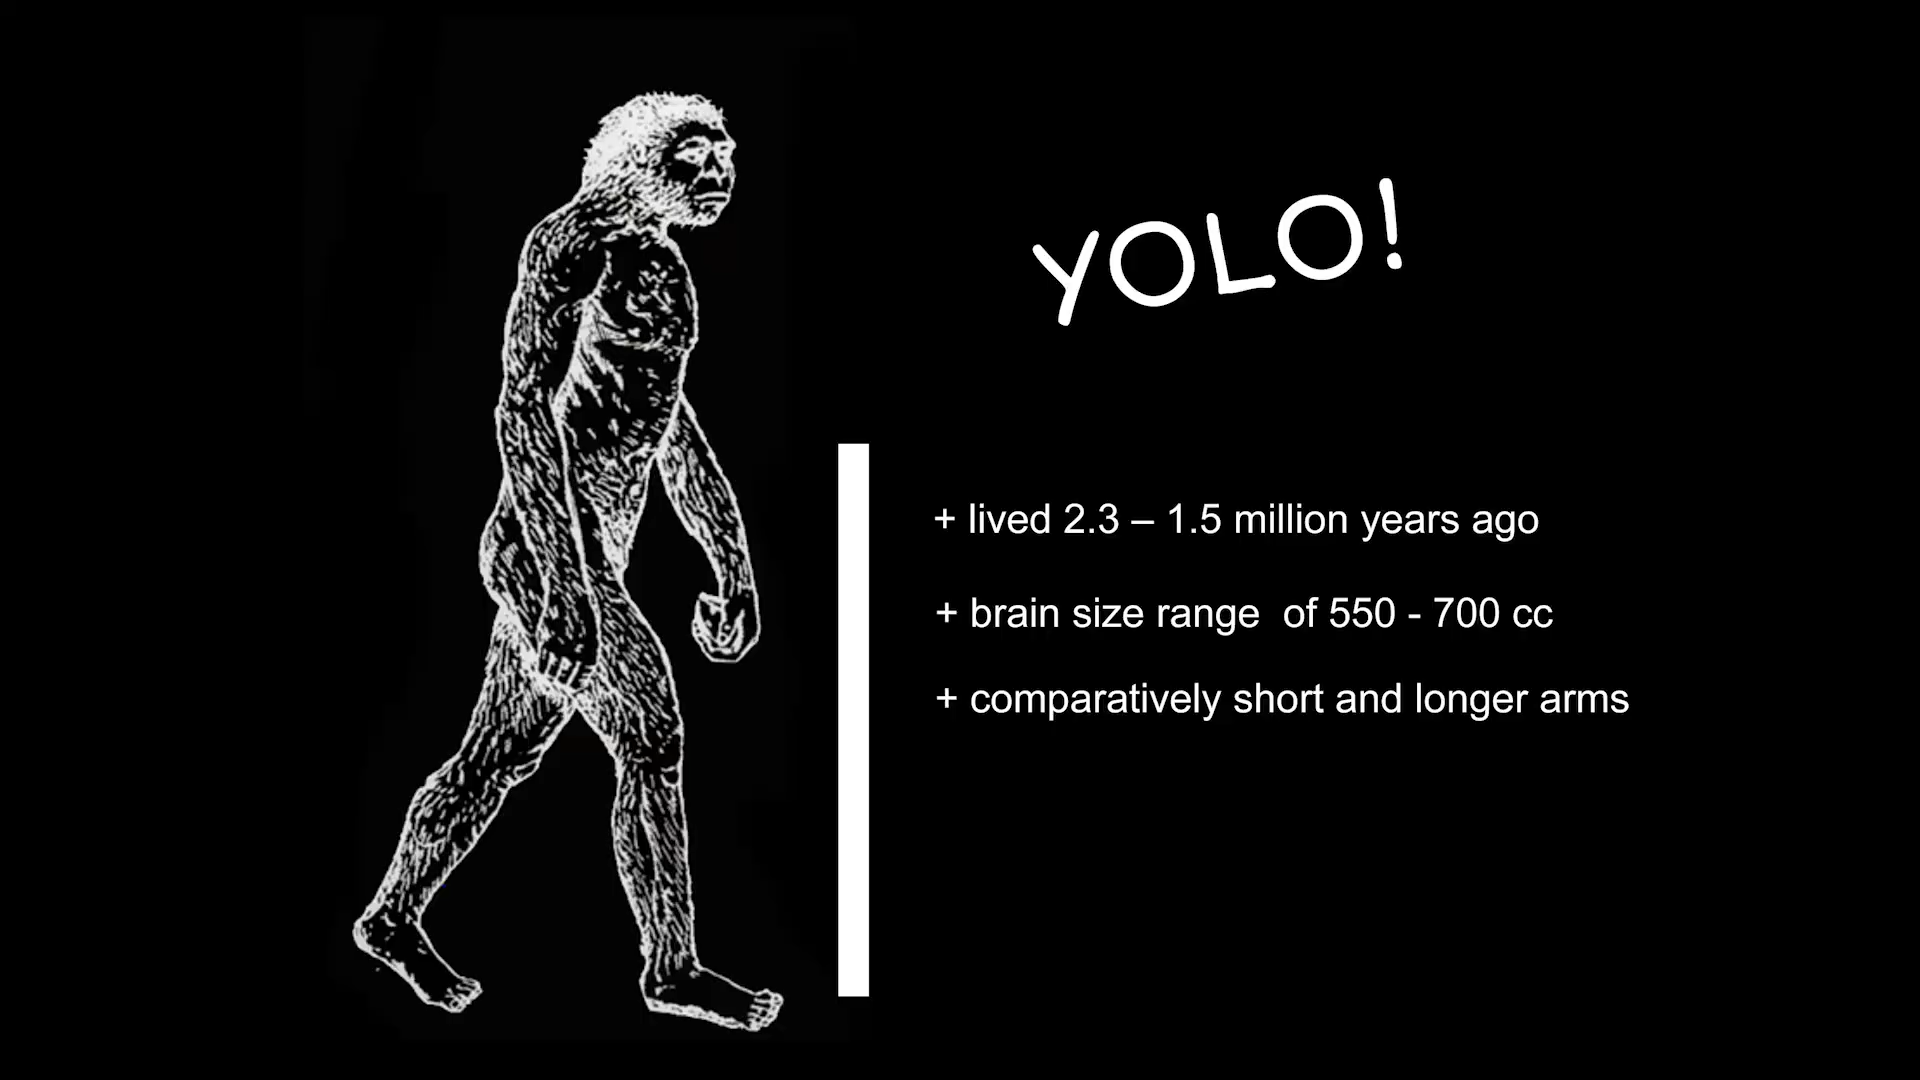 YOLO!
+ lived 2.3 – 1.5 million years ago
+ brain size range  of 550 - 700 cc
+ comparatively short and longer arms